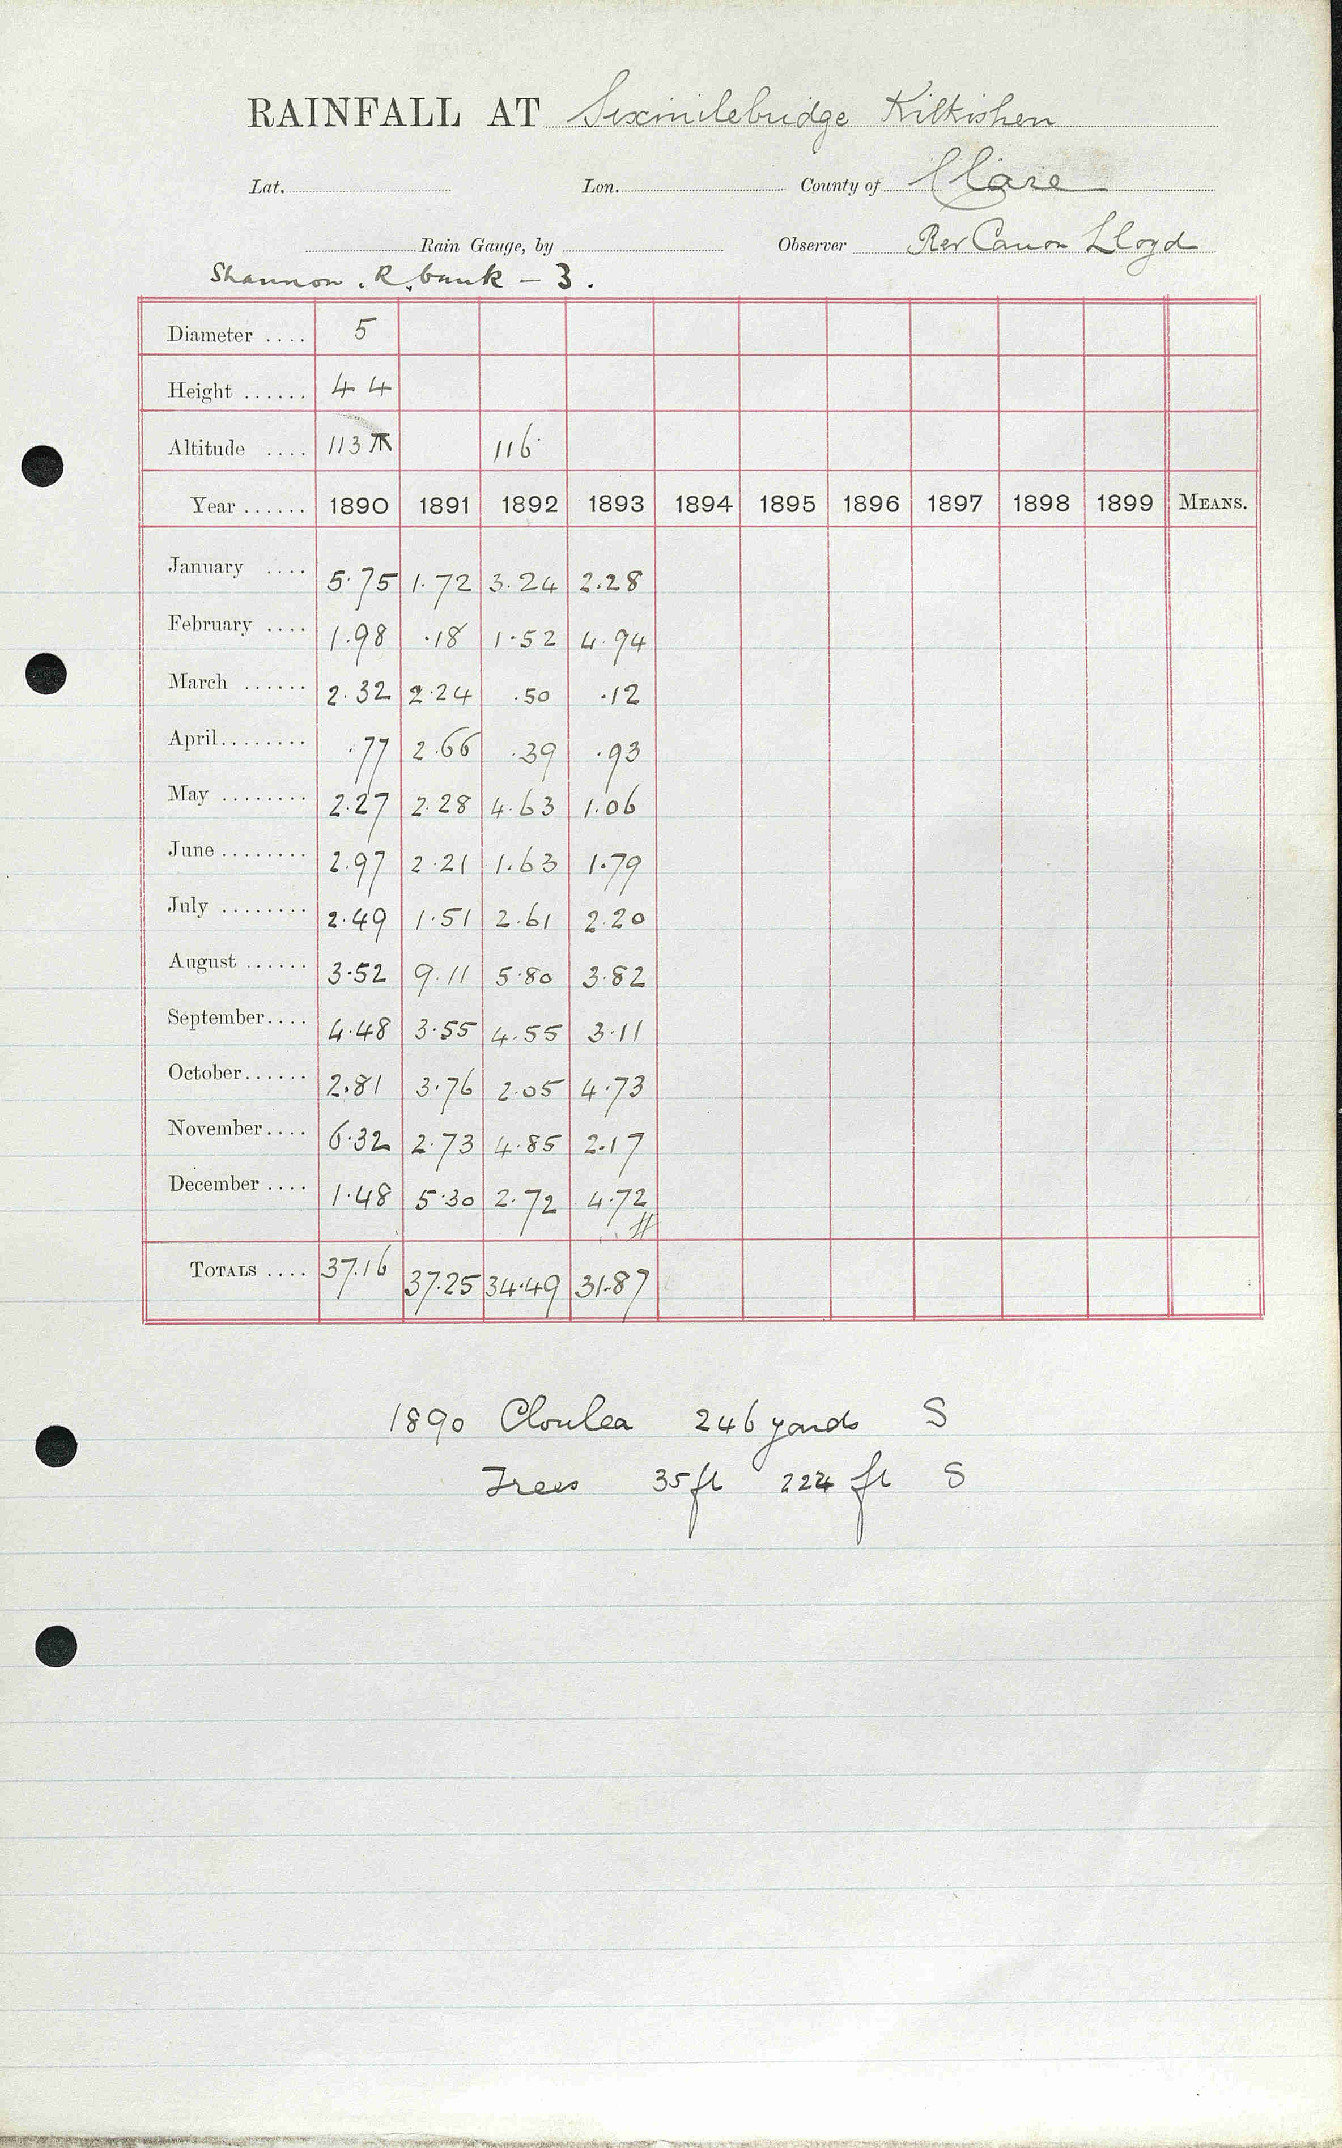 RAINFALL AT Sixmilebridge Kilkishen
Lat. Lon. County of Clare
Rain Gauge, by Observer Rev Canon Lloyd
Shannon. R. bank - 3.
Diameter .... 5
Height ...... 4 4
Altitude .... 113 116
Year ...... 1890 1891 1892 1893 1894 1895 1896 1897 1898 1899 MEANS.
January .... 5.75 1.72 3.24 2.28
February .... 1.98 .18 1.52 4.94
March ...... 2.32 2.24 .50 .12
April........ .77 2.66 .39 .93
May ........ 2.27 2.28 4.63 1.06
June ........ 2.97 2.21 1.63 1.79
July ........ 2.49 1.51 2.61 2.20
August ...... 3.52 9.11 5.80 3.82
September.... 4.48 3.55 4.55 3.11
October...... 2.81 3.76 2.05 4.73
November.... 6.32 2.73 4.85 2.17
December .... 1.48 5.30 2.72 4.72
TOTALS .... 37.16 37.25 34.49 31.87
1890 246 yards S
Trees 35 ft ft S